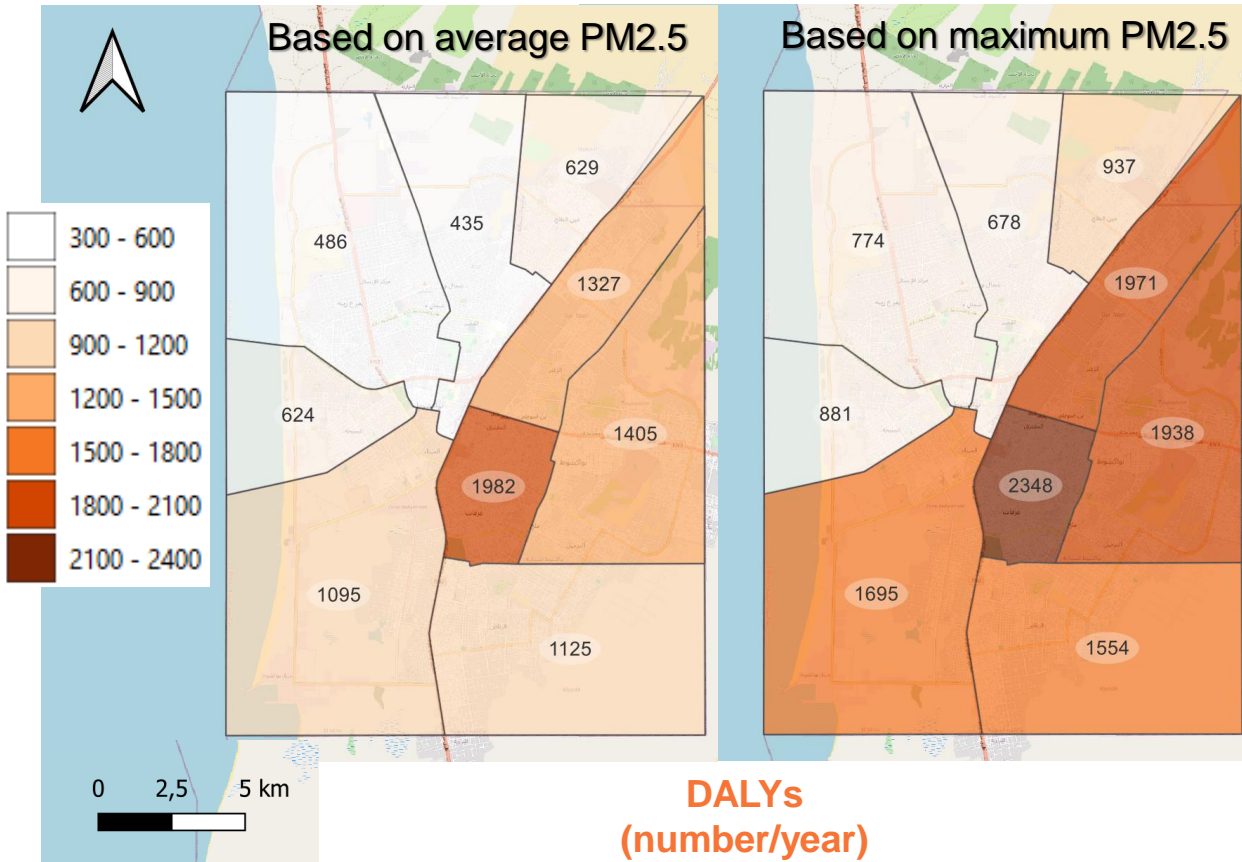 Based on average PM2.5
Based on maximum PM2.5
300 - 600
600 - 900
900 - 1200
1200 - 1500
1500 - 1800
1800 - 2100
2100 - 2400
629
435
486
1327
624
1405
1982
1095
1125
937
678
774
1971
881
1938
2348
1695
1554
0 2,5 5 km
DALYs
(number/year)